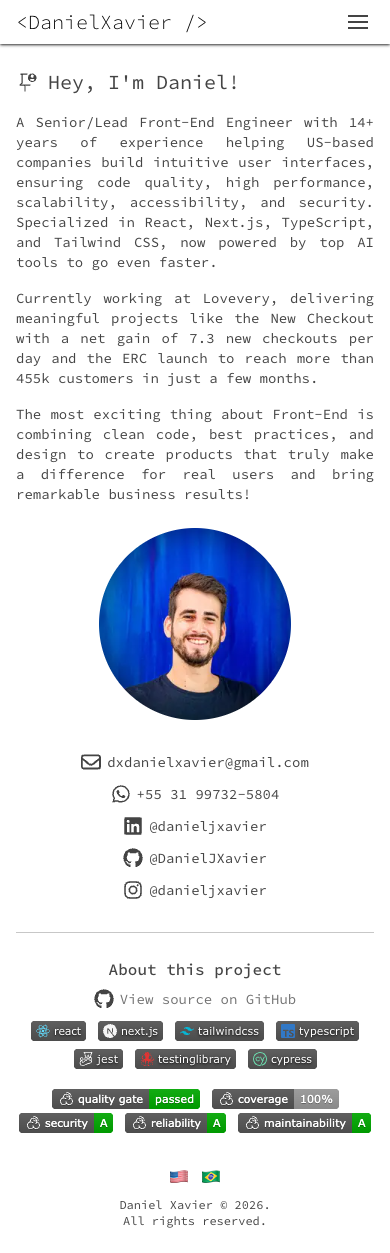 <DanielXavier />
Hey, I'm Daniel!
A Senior/Lead Front-End Engineer with 14+
years of experience helping US-based
companies build intuitive user interfaces,
ensuring code quality, high performance,
scalability, accessibility, and security.
Specialized in React, Next.js, TypeScript,
and Tailwind CSS, now powered by top AI
tools to go even faster.
Currently working at Lovevery, delivering
meaningful projects like the New Checkout
with a net gain of 7.3 new checkouts per
day and the ERC launch to reach more than
455k customers in just a few months.
The most exciting thing about Front-End is
combining clean code, best practices, and
design to create products that truly make
a difference for real users and bring
remarkable business results!
dxdanielxavier@gmail.com
+55 31 99732-5804
@danieljxavier
@DanielJXavier
@danieljxavier
About this project
View source on GitHub
react next.js tailwindcss typescript
jest testinglibrary cypress
quality gate passed coverage 100%
security A reliability A maintainability A
Daniel Xavier © 2026.
All rights reserved.